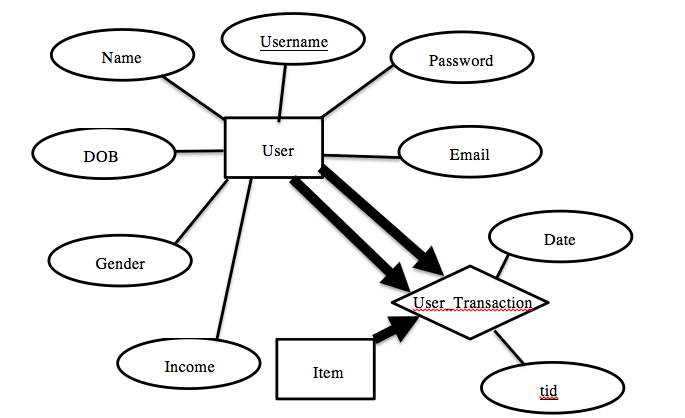 Username
Name
Password
User
DOB
Email
Date
Gender
User_Transaction
Income
Item
tid